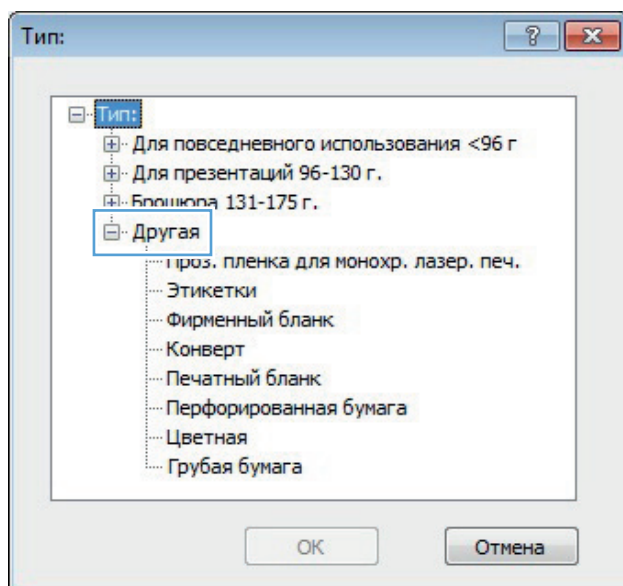 Тип:
Тип:
Для повседневного использования <96 г
Для презентаций 96-130 г.
Брошюра 131-175 г.
Другая
Проз. пленка для монохр. лазер. печ.
Этикетки
Фирменный бланк
Конверт
Печатный бланк
Перфорированная бумага
Цветная
Грубая бумага
ОК Отмена